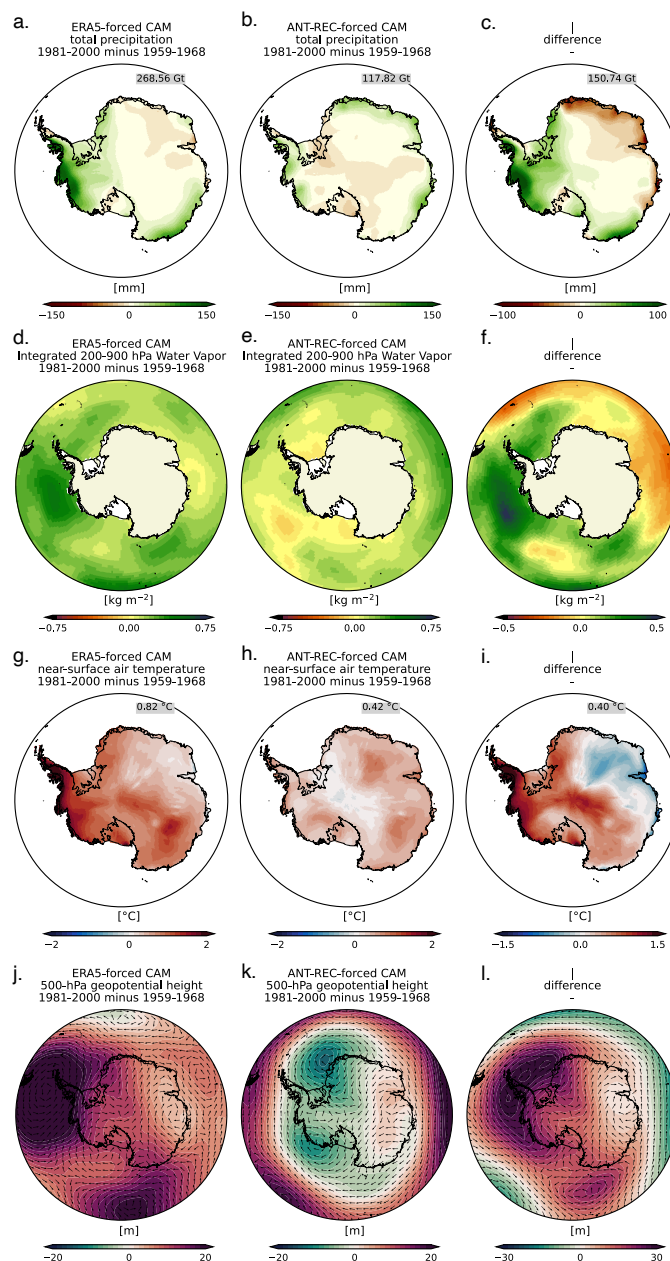 a.
ERA5-forced CAM
total precipitation
1981-2000 minus 1959-1968
268.56 Gt
[mm]
−150
0
150
b.
ANT-REC-forced CAM
total precipitation
1981-2000 minus 1959-1968
117.82 Gt
[mm]
−150
0
150
c.
|
difference
-
150.74 Gt
[mm]
−100
0
100
d.
ERA5-forced CAM
Integrated 200-900 hPa Water Vapor
1981-2000 minus 1959-1968
[kg m−2]
−0.75
0.00
0.75
e.
ANT-REC-forced CAM
Integrated 200-900 hPa Water Vapor
1981-2000 minus 1959-1968
[kg m−2]
−0.75
0.00
0.75
f.
|
difference
-
[kg m−2]
−0.5
0.0
0.5
g.
ERA5-forced CAM
near-surface air temperature
1981-2000 minus 1959-1968
0.82 °C
[°C]
−2
0
2
h.
ANT-REC-forced CAM
near-surface air temperature
1981-2000 minus 1959-1968
0.42 °C
[°C]
−2
0
2
i.
|
difference
-
0.40 °C
[°C]
−1.5
0.0
1.5
j.
ERA5-forced CAM
500-hPa geopotential height
1981-2000 minus 1959-1968
[m]
−20
0
20
k.
ANT-REC-forced CAM
500-hPa geopotential height
1981-2000 minus 1959-1968
[m]
−20
0
20
l.
|
difference
-
[m]
−30
0
30